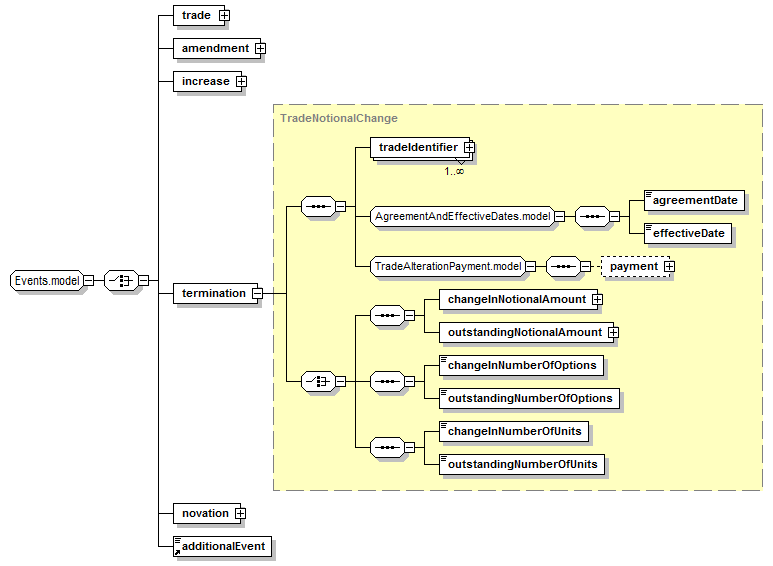 trade
amendment
increase
TradeNotionalChange
tradeIdentifier
1..∞
AgreementAndEffectiveDates.model
agreementDate
effectiveDate
TradeAlterationPayment.model
payment
Events.model
termination
changeInNotionalAmount
outstandingNotionalAmount
changeInNumberOfOptions
outstandingNumberOfOptions
changeInNumberOfUnits
outstandingNumberOfUnits
novation
additionalEvent